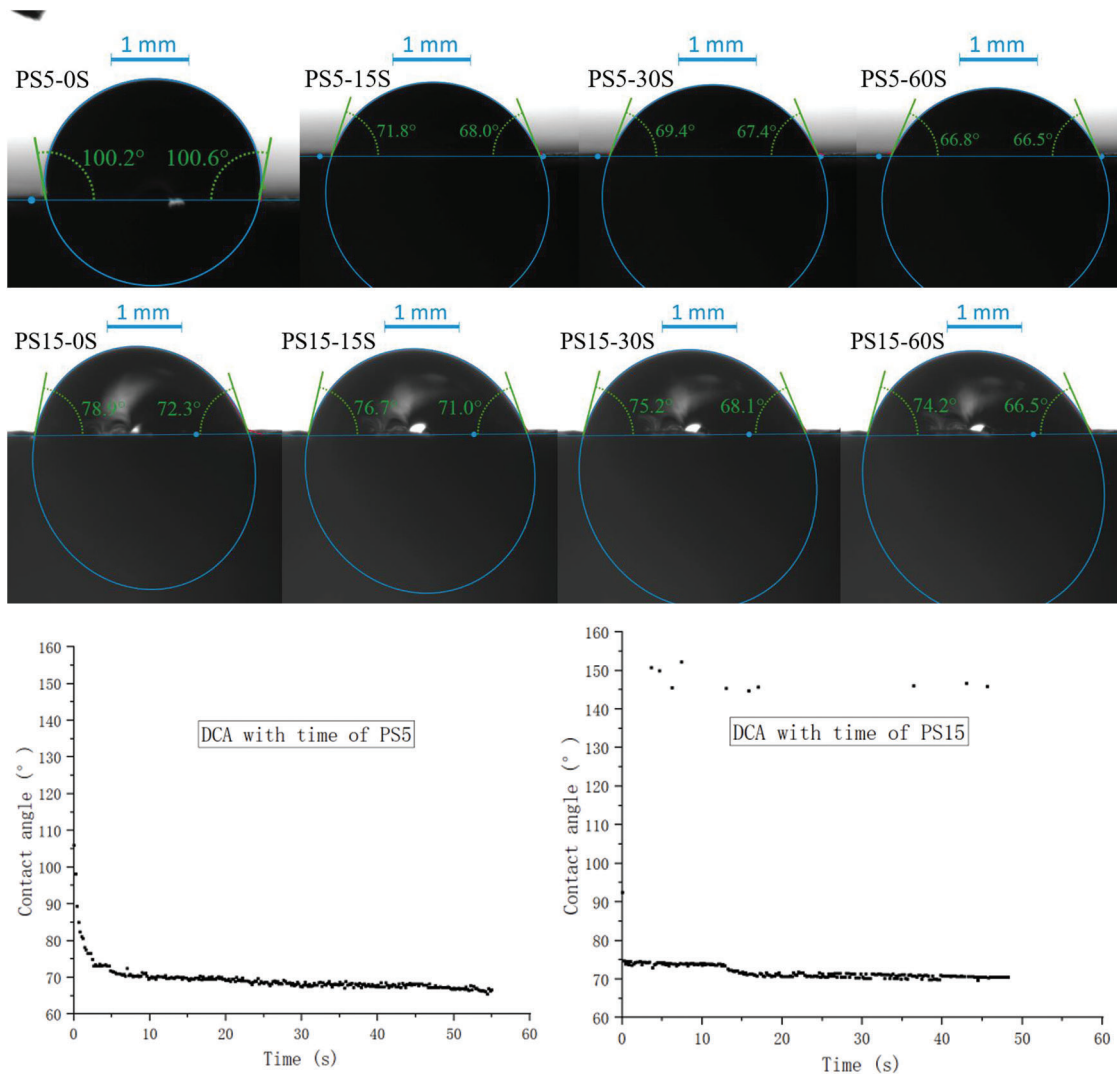 1 mm 1 mm 1 mm 1 mm
PS5-0S PS5-15S PS5-30S PS5-60S
100.2° 100.6° 71.8° 68.0° 69.4° 67.4° 66.8° 66.5°
1 mm 1 mm 1 mm 1 mm
PS15-0S PS15-15S PS15-30S PS15-60S
78.9° 72.3° 76.7° 71.0° 75.2° 68.1° 74.2° 66.5°
160
150
140
130
120
110
100
90
80
70
60
Contact angle (°)
DCA with time of PS5
0 10 20 30 40 50 60
Time (s)
160
150
140
130
120
110
100
90
80
70
60
Contact angle (°)
DCA with time of PS15
0 10 20 30 40 50 60
Time (s)